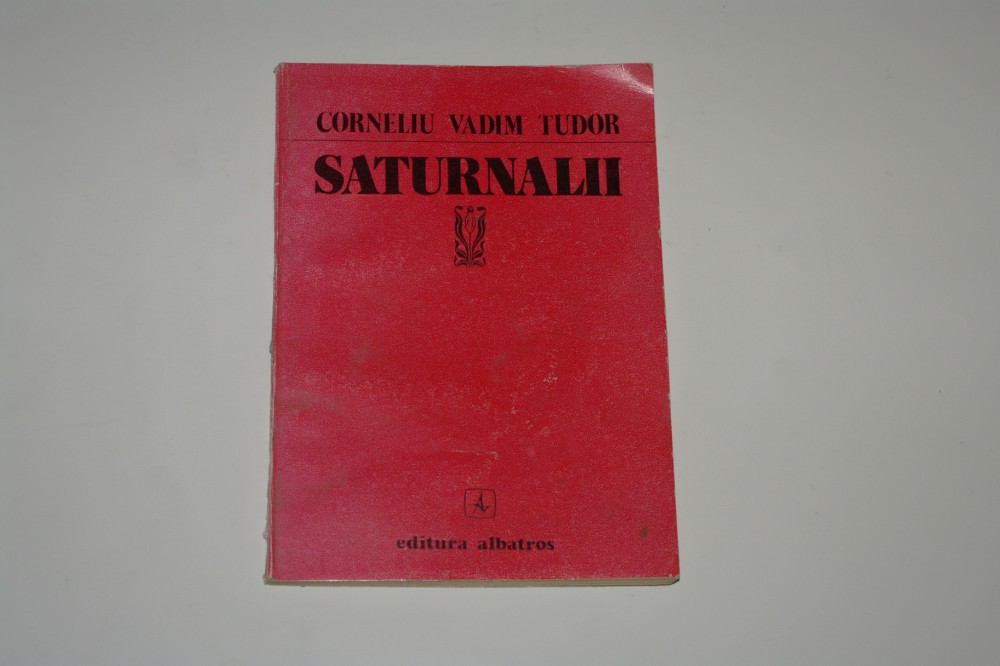 CORNELIU VADIM TUDOR
SATURNALII
editura albatros